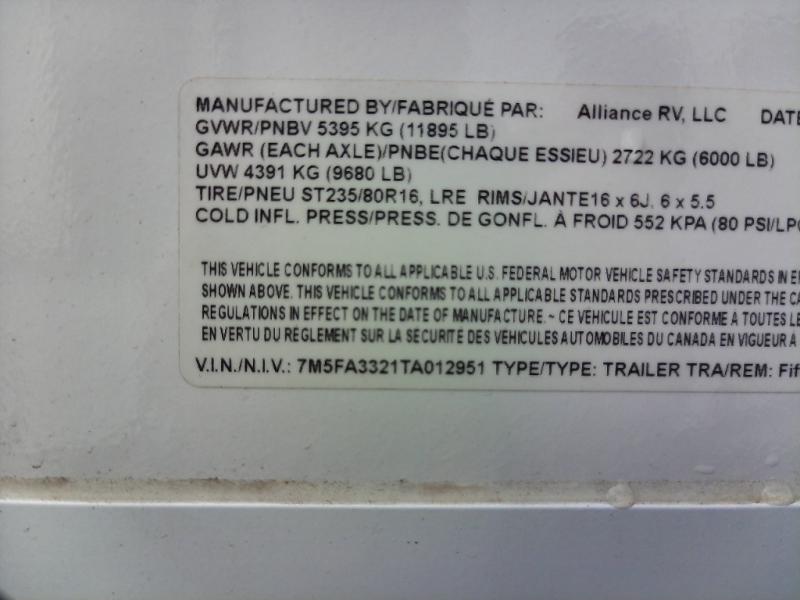 MANUFACTURED BY/FABRIQUÉ PAR: Alliance RV, LLC DATE
GVWR/PNBV 5395 KG (11895 LB)
GAWR (EACH AXLE)/PNBE(CHAQUE ESSIEU) 2722 KG (6000 LB)
UVW 4391 KG (9680 LB)
TIRE/PNEU ST235/80R16, LRE RIMS/JANTE16 x 6J. 6 x 5.5
COLD INFL. PRESS/PRESS. DE GONFL. À FROID 552 KPA (80 PSI/LPC
THIS VEHICLE CONFORMS TO ALL APPLICABLE U.S. FEDERAL MOTOR VEHICLE SAFETY STANDARDS IN
SHOWN ABOVE. THIS VEHICLE CONFORMS TO ALL APPLICABLE STANDARDS PRESCRIBED UNDER THE CA
REGULATIONS IN EFFECT ON THE DATE OF MANUFACTURE. ~ CE VEHICULE EST CONFORME A TOUTES LE
EN VERTU DU REGLEMENT SUR LA SECURITE DES VEHICULES AUTOMOBILES DU CANADA EN VIGUEUR A
V.I.N./N.I.V.: 7M5FA3321TA012951 TYPE/TYPE: TRAILER TRA/REM: Fif